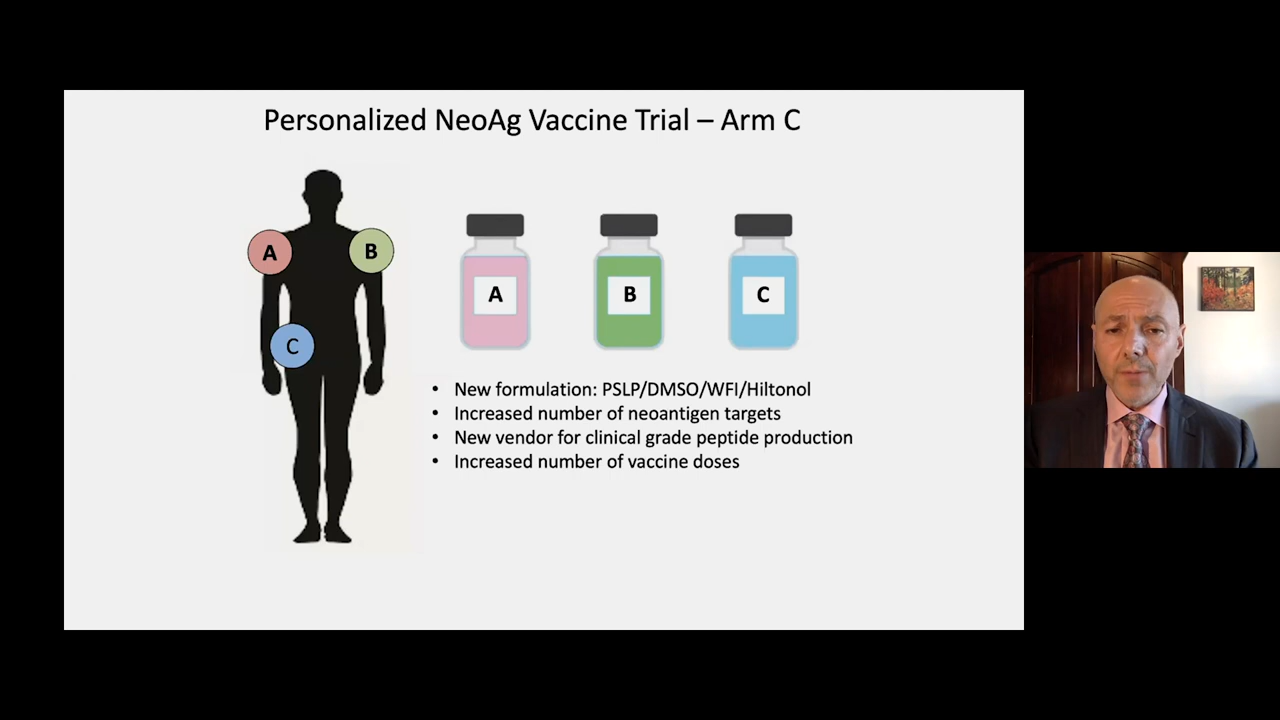 Personalized NeoAg Vaccine Trial – Arm C
A
B
C
A
B
C
• New formulation: PSLP/DMSO/WFI/Hiltonol
• Increased number of neoantigen targets
• New vendor for clinical grade peptide production
• Increased number of vaccine doses